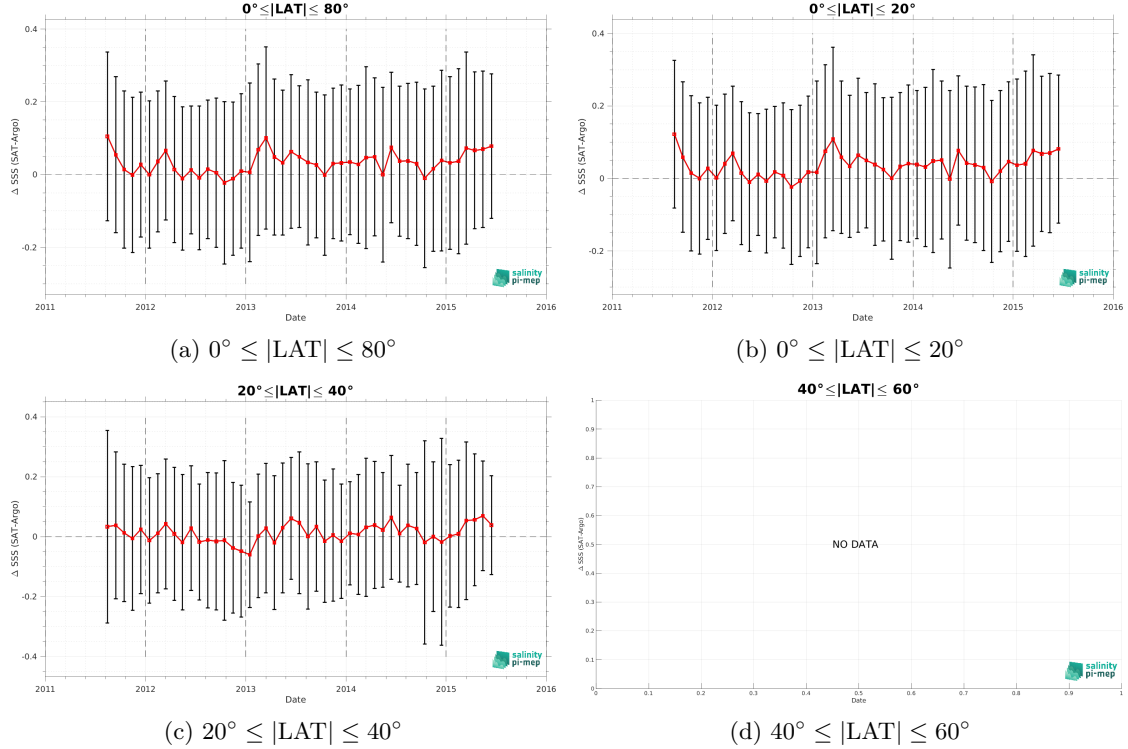 0°≤|LAT|≤ 80°
0.4
0.2
0
-0.2
Δ SSS (SAT-Argo)
2011 2012 2013 2014 2015 2016
Date
salinity
pi-mep
(a) 0° ≤ |LAT| ≤ 80°
0°≤|LAT|≤ 20°
0.4
0.2
0
-0.2
Δ SSS (SAT-Argo)
2011 2012 2013 2014 2015 2016
Date
salinity
pi-mep
(b) 0° ≤ |LAT| ≤ 20°
20°≤|LAT|≤ 40°
0.4
0.2
0
-0.2
-0.4
Δ SSS (SAT-Argo)
2011 2012 2013 2014 2015 2016
Date
salinity
pi-mep
(c) 20° ≤ |LAT| ≤ 40°
40°≤|LAT|≤ 60°
1
0.9
0.8
0.7
0.6
0.5
0.4
0.3
0.2
0.1
0
Δ SSS (SAT-Argo)
NO DATA
0 0.1 0.2 0.3 0.4 0.5 0.6 0.7 0.8 0.9 1
Date
salinity
pi-mep
(d) 40° ≤ |LAT| ≤ 60°